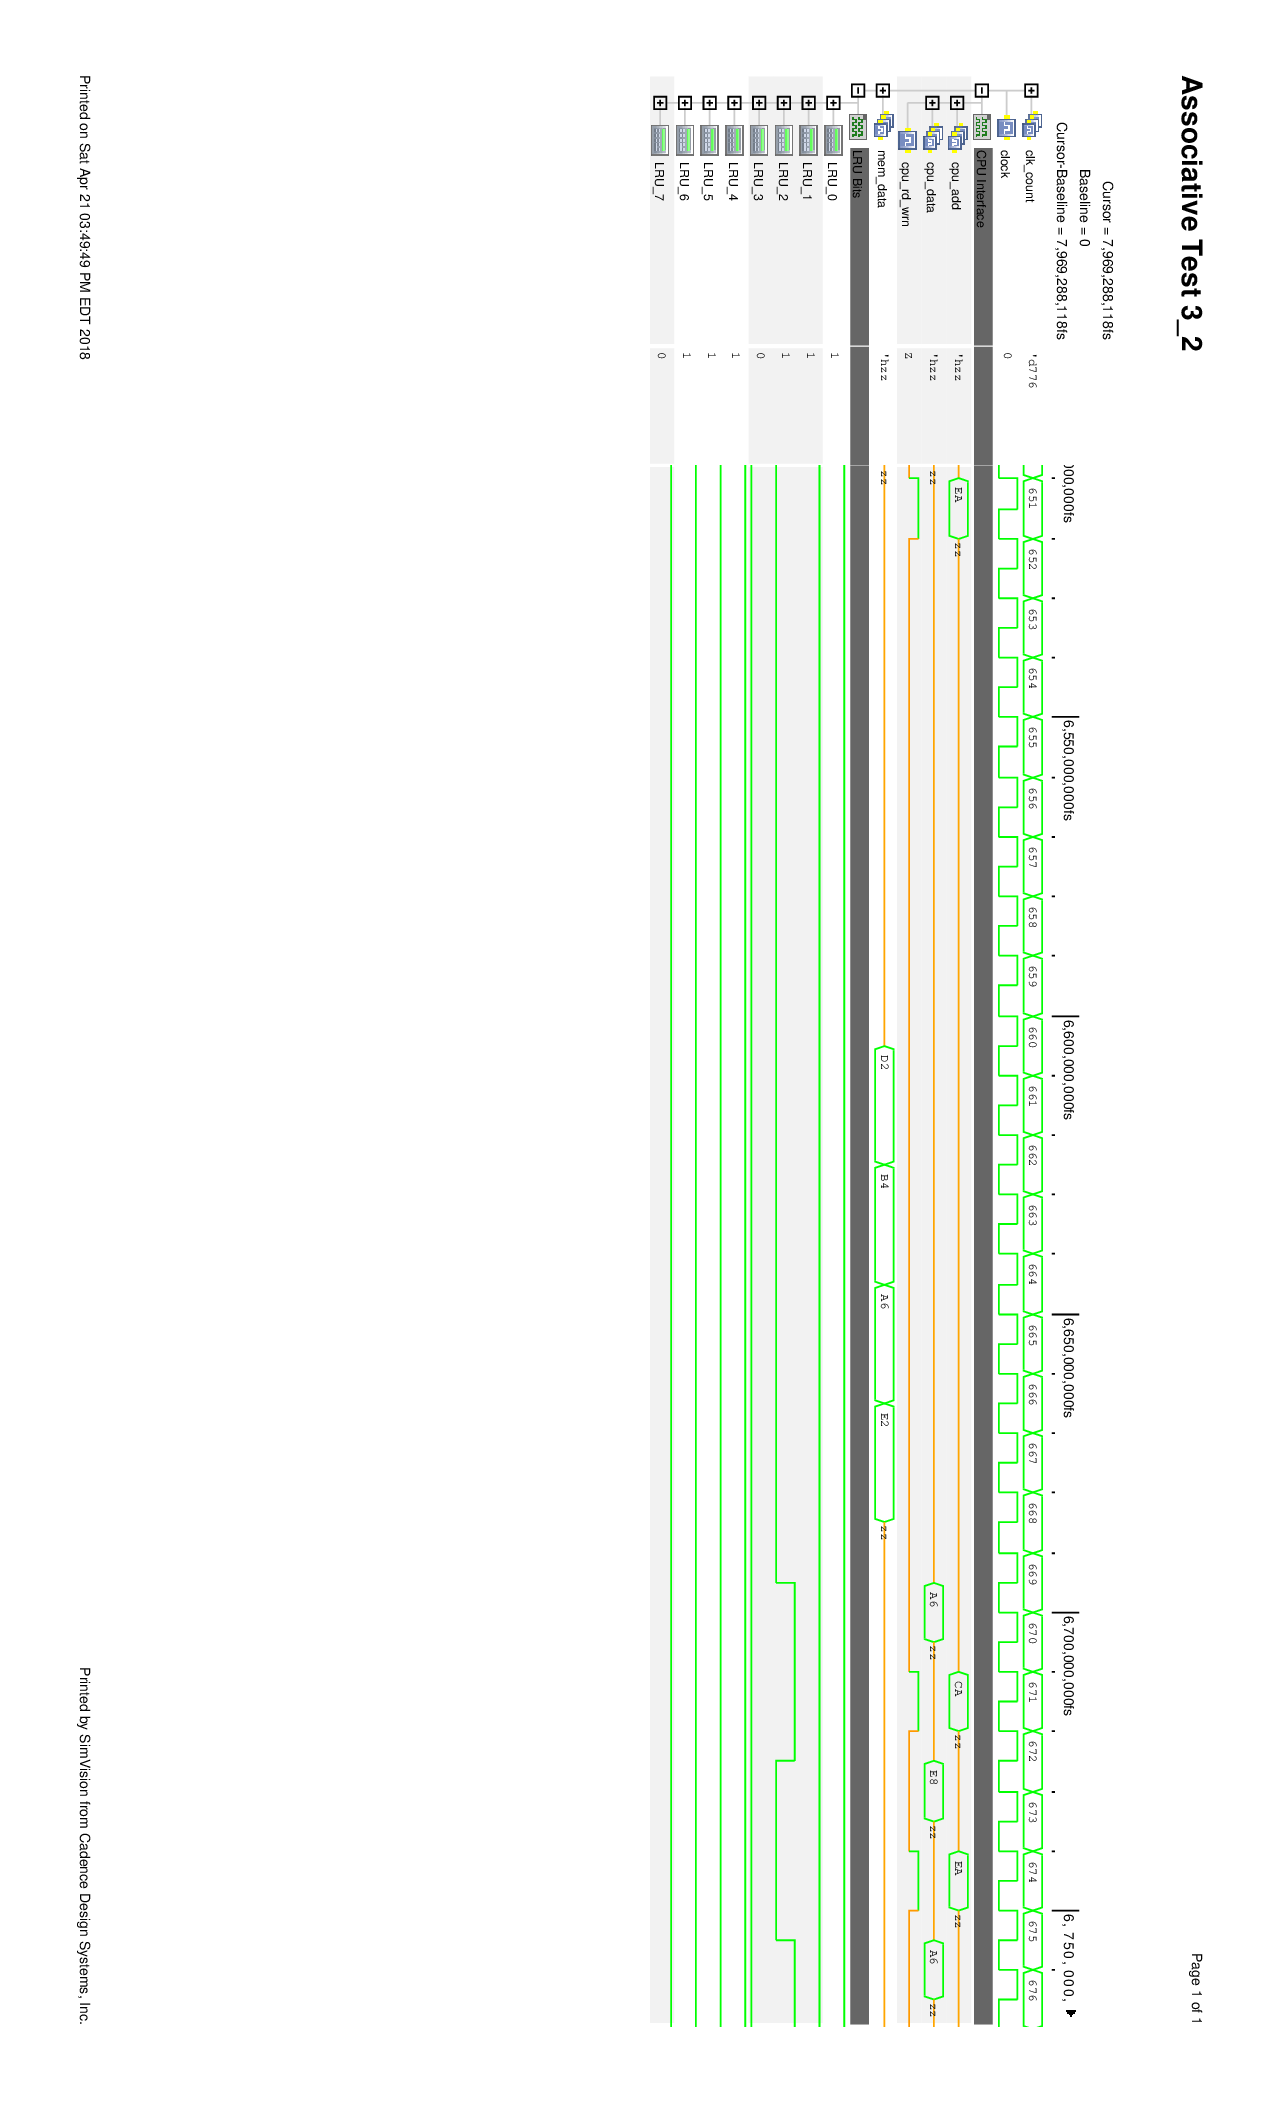 Associative Test 3_2
Page 1 of 1
Cursor = 7,969,288,118fs
Baseline = 0
Cursor-Baseline = 7,969,288,118fs
00,000fs 6,550,000,000fs 6,600,000,000fs 6,650,000,000fs 6,700,000,000fs 6,750,000,
clk_count 'd776 651 652 653 654 655 656 657 658 659 660 661 662 663 664 665 666 667 668 669 670 671 672 673 674 675 676
clock 0
CPU Interface
cpu_add 'hzz EA zz CA zz EA zz
cpu_data 'hzz zz A6 zz E8 zz A6 zz
cpu_rd_wrn z
mem_data 'hzz zz D2 B4 A6 E2 zz
LRU Bits
LRU_0 1
LRU_1 1
LRU_2 1
LRU_3 0
LRU_4 1
LRU_5 1
LRU_6 1
LRU_7 0
Printed on Sat Apr 21 03:49:49 PM EDT 2018
Printed by SimVision from Cadence Design Systems, Inc.